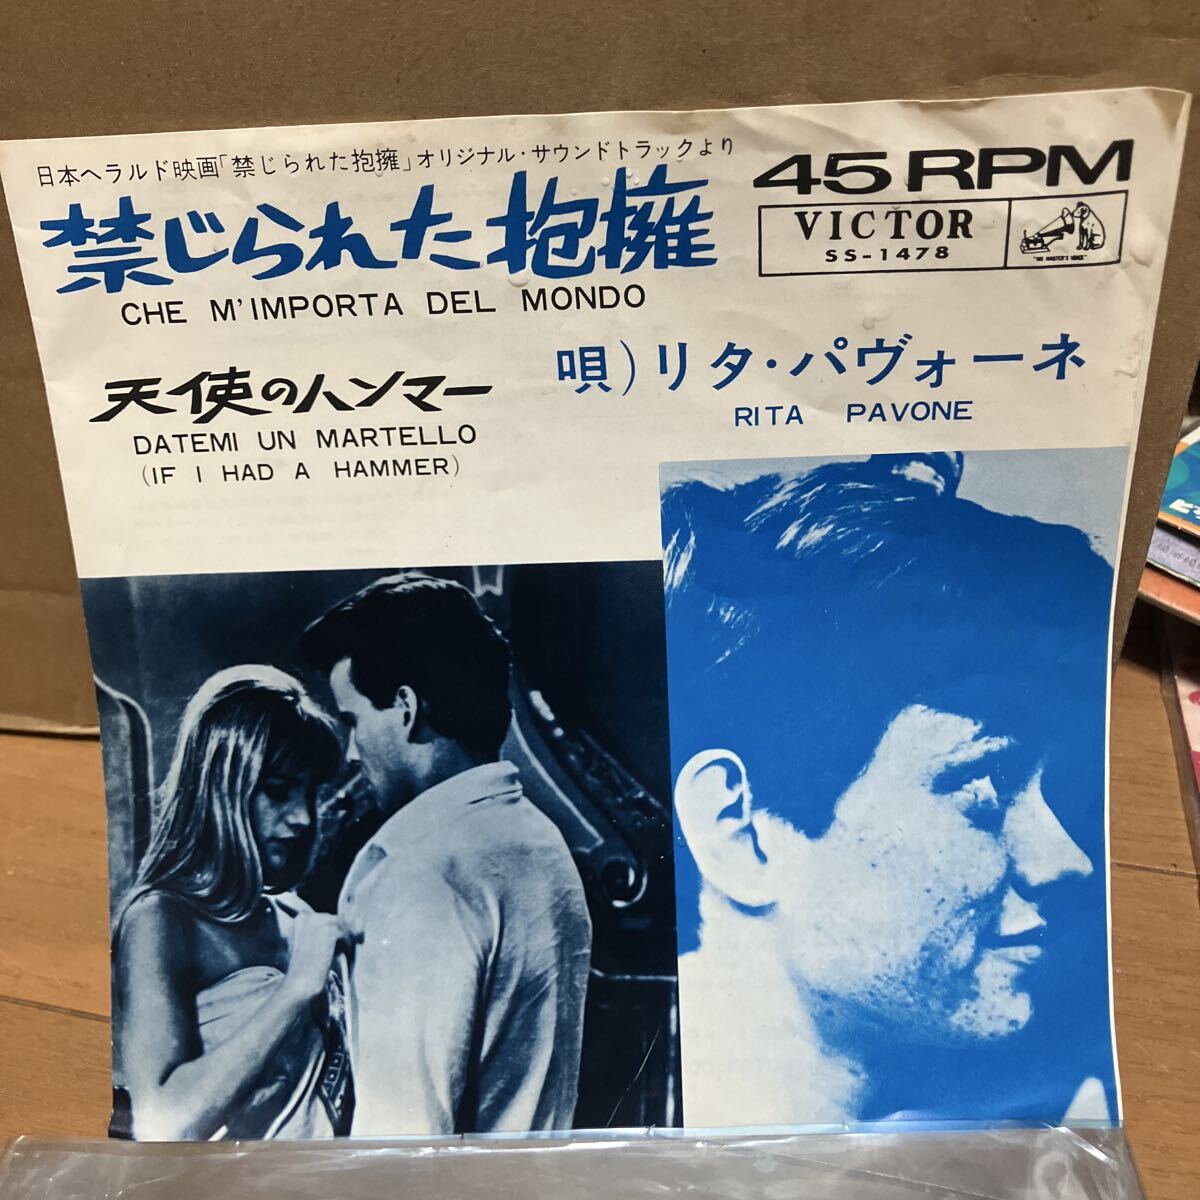 日本ヘラルド映画「禁じられた抱擁」オリジナル・サウンドトラックより
禁じられた抱擁
CHE M'IMPORTA DEL MONDO
45 RPM
VICTOR
SS-1478
"HIS MASTER'S VOICE"
天使のハンマー
DATEMI UN MARTELLO
(IF I HAD A HAMMER)
唄)リタ・パヴォーネ
RITA PAVONE